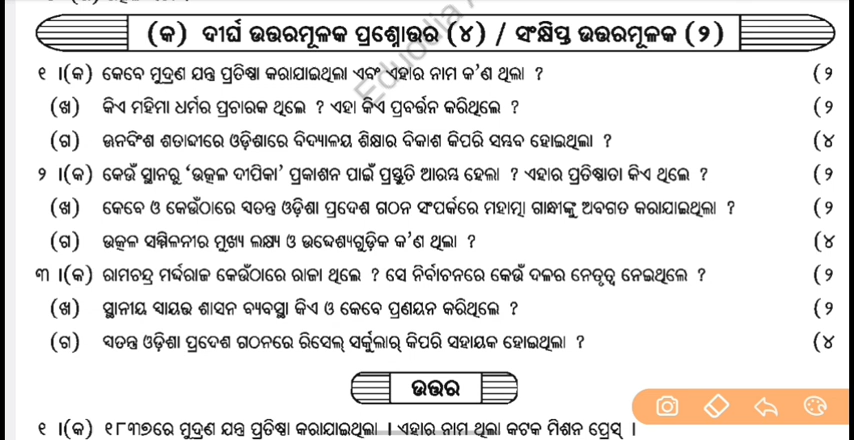 (କ) ଦୀର୍ଘ ଉତ୍ତରମୂଳକ ପ୍ରଶ୍ନୋତ୍ତର (୪) / ସଂକ୍ଷିପ୍ତ ଉତ୍ତରମୂଳକ (୨)
୧ ।(କ) କେବେ ମୁଦ୍ରଣ ଯନ୍ତ୍ର ପ୍ରତିଷ୍ଠା କରାଯାଇଥିଲା ଏବଂ ଏହାର ନାମ କ'ଣ ଥିଲା ? (୨
(ଖ) କିଏ ମହିମା ଧର୍ମର ପ୍ରଚାରକ ଥିଲେ ? ଏହା କିଏ ପ୍ରବର୍ତ୍ତନ କରିଥିଲେ ? (୨
(ଗ) ଊନବିଂଶ ଶତାବ୍ଦୀରେ ଓଡ଼ିଶାରେ ବିଦ୍ୟାଳୟ ଶିକ୍ଷାର ବିକାଶ କିପରି ସମ୍ଭବ ହୋଇଥିଲା ? (୪
୨ ।(କ) କେଉଁ ସ୍ଥାନରୁ ‘ଉତ୍କଳ ଦୀପିକା’ ପ୍ରକାଶନ ପାଇଁ ପ୍ରସ୍ତୁତି ଆରମ୍ଭ ହେଲା ? ଏହାର ପ୍ରତିଷ୍ଠାତା କିଏ ଥିଲେ ? (୨
(ଖ) କେବେ ଓ କେଉଁଠାରେ ସ୍ୱତନ୍ତ୍ର ଓଡ଼ିଶା ପ୍ରଦେଶ ଗଠନ ସଂପର୍କରେ ମହାତ୍ମା ଗାନ୍ଧୀଙ୍କୁ ଅବଗତ କରାଯାଇଥିଲା ? (୨
(ଗ) ଉତ୍କଳ ସମ୍ମିଳନୀର ମୁଖ୍ୟ ଲକ୍ଷ୍ୟ ଓ ଉଦ୍ଦେଶ୍ୟଗୁଡ଼ିକ କ'ଣ ଥିଲା ? (୪
୩ ।(କ) ରାମଚନ୍ଦ୍ର ମର୍ଦ୍ଦରାଜ କେଉଁଠାରେ ରାଜା ଥିଲେ ? ସେ ନିର୍ବାଚନରେ କେଉଁ ଦଳର ନେତୃତ୍ୱ ନେଇଥିଲେ ? (୨
(ଖ) ସ୍ଥାନୀୟ ସ୍ୱାୟତ୍ତ ଶାସନ ବ୍ୟବସ୍ଥା କିଏ ଓ କେବେ ପ୍ରଣୟନ କରିଥିଲେ ? (୨
(ଗ) ସ୍ୱତନ୍ତ୍ର ଓଡ଼ିଶା ପ୍ରଦେଶ ଗଠନରେ ରିସେଲ୍ ସର୍କୁଲାର୍ କିପରି ସହାୟକ ହୋଇଥିଲା ? (୪
ଉତ୍ତର
୧ ।(କ) ୧୮୩୭ରେ ମୁଦ୍ରଣ ଯନ୍ତ୍ର ପ୍ରତିଷ୍ଠା କରାଯାଇଥିଲା । ଏହାର ନାମ ଥିଲା କଟକ ମିଶନ ପ୍ରେସ୍ ।